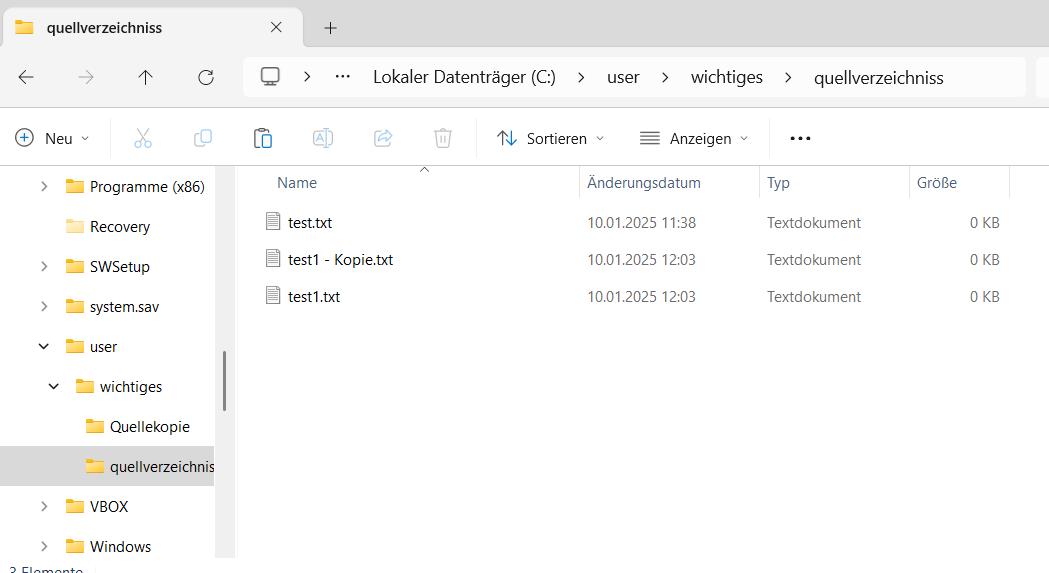 quellverzeichniss
Lokaler Datenträger (C:) user wichtiges quellverzeichniss
Neu Sortieren Anzeigen
Programme (x86)
Recovery
SWSetup
system.sav
user
wichtiges
Quellekopie
quellverzeichnis
VBOX
Windows
Name Änderungsdatum Typ Größe
test.txt 10.01.2025 11:38 Textdokument 0 KB
test1 - Kopie.txt 10.01.2025 12:03 Textdokument 0 KB
test1.txt 10.01.2025 12:03 Textdokument 0 KB
3 Elemente